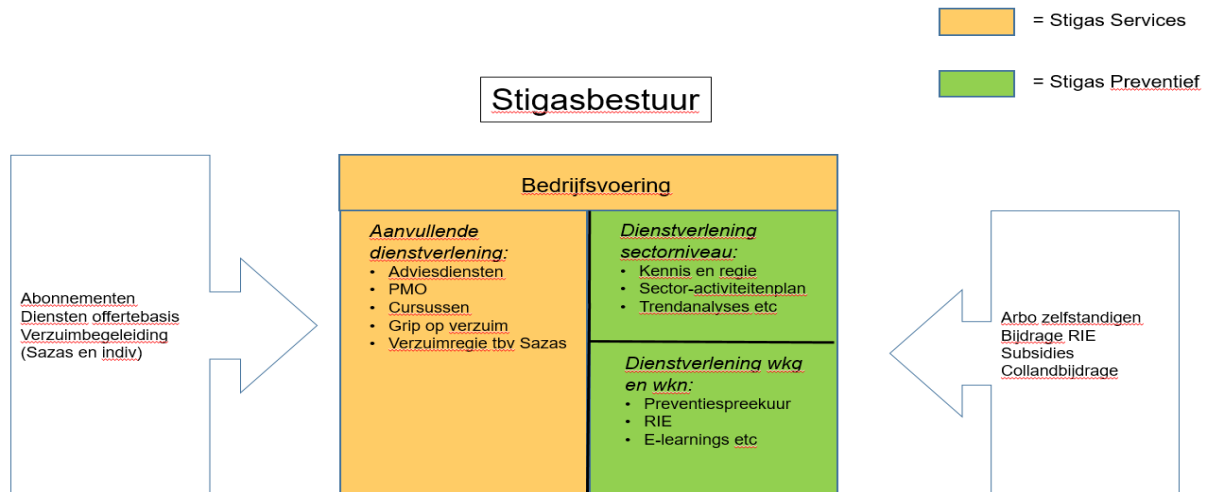 = Stigas Services
= Stigas Preventief
Stigasbestuur
Bedrijfsvoering
Abonnementen
Diensten offertebasis
Verzuimbegeleiding
(Sazas en indiv)
Aanvullende
dienstverlening:
• Adviesdiensten
• PMO
• Cursussen
• Grip op verzuim
• Verzuimregie tbv Sazas
Dienstverlening
sectorniveau:
• Kennis en regie
• Sector-activiteitenplan
• Trendanalyses etc
Dienstverlening wkg
en wkn:
• Preventiespreekuur
• RIE
• E-learnings etc
Arbo zelfstandigen
Bijdrage RIE
Subsidies
Collandbijdrage